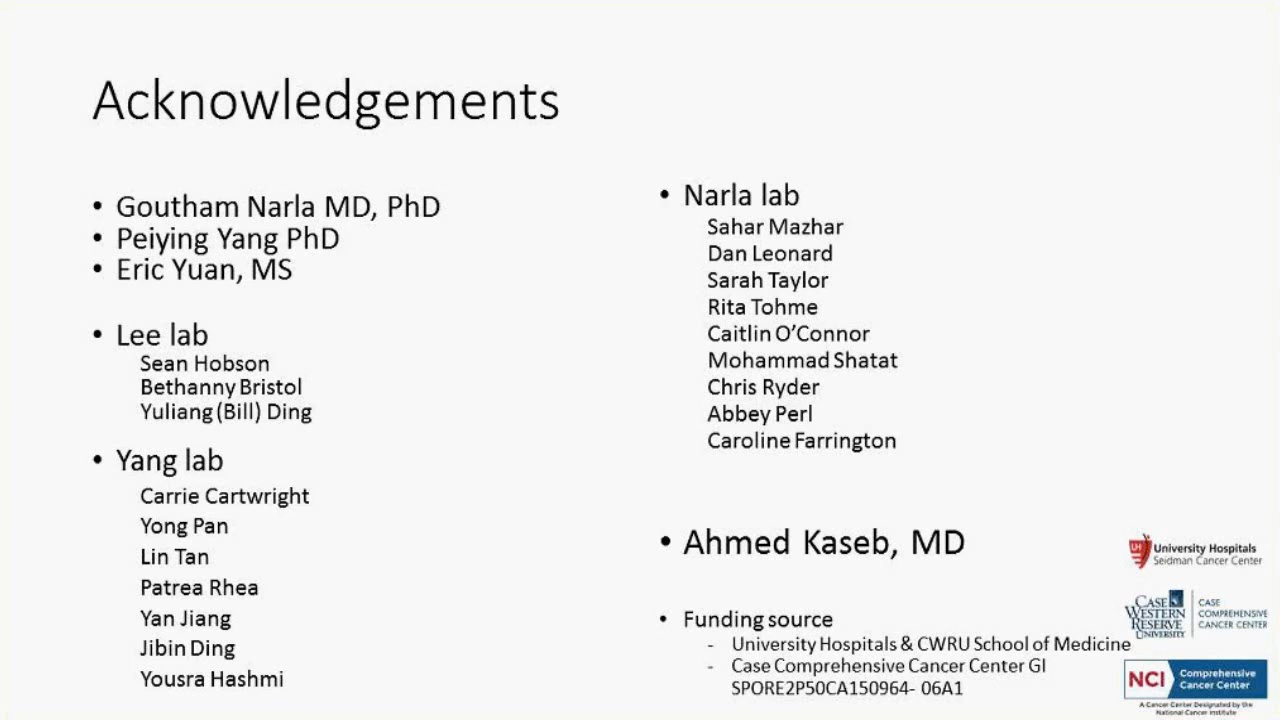 Acknowledgements
• Goutham Narla MD, PhD
• Peiying Yang PhD
• Eric Yuan, MS
• Lee lab
Sean Hobson
Bethanny Bristol
Yuliang (Bill) Ding
• Yang lab
Carrie Cartwright
Yong Pan
Lin Tan
Patrea Rhea
Yan Jiang
Jibin Ding
Yousra Hashmi
• Narla lab
Sahar Mazhar
Dan Leonard
Sarah Taylor
Rita Tohme
Caitlin O’Connor
Mohammad Shatat
Chris Ryder
Abbey Perl
Caroline Farrington
• Ahmed Kaseb, MD
• Funding source
- University Hospitals & CWRU School of Medicine
- Case Comprehensive Cancer Center GI
SPORE2P50CA150964- 06A1
UH University Hospitals
Seidman Cancer Center
CASE
WESTERN
RESERVE
UNIVERSITY
CASE
COMPREHENSIVE
CANCER CENTER
NCI
Comprehensive
Cancer Center
A Cancer Center Designated by the
National Cancer Institute